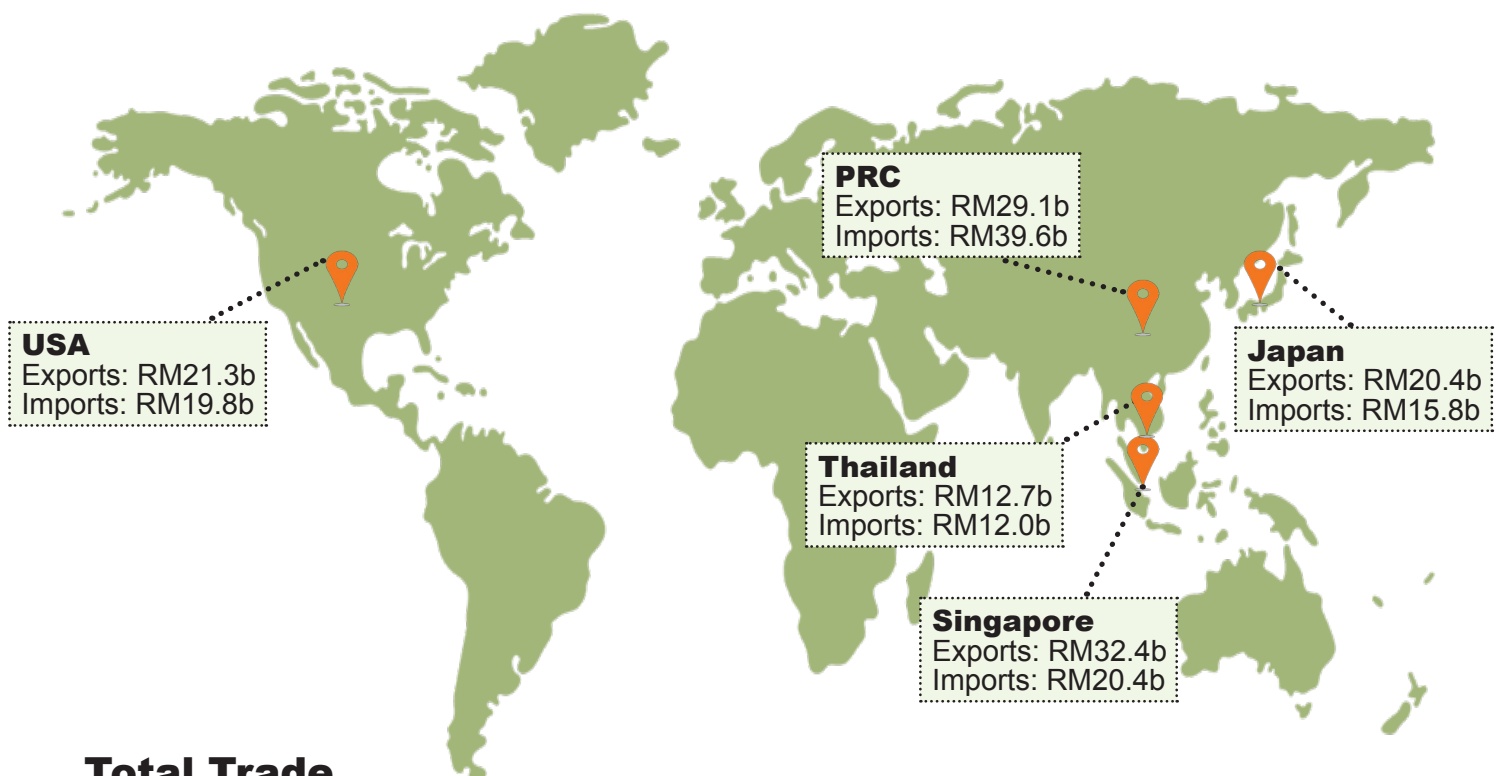 PRC
Exports: RM29.1b
Imports: RM39.6b
USA
Exports: RM21.3b
Imports: RM19.8b
Japan
Exports: RM20.4b
Imports: RM15.8b
Thailand
Exports: RM12.7b
Imports: RM12.0b
Singapore
Exports: RM32.4b
Imports: RM20.4b
Total Trade